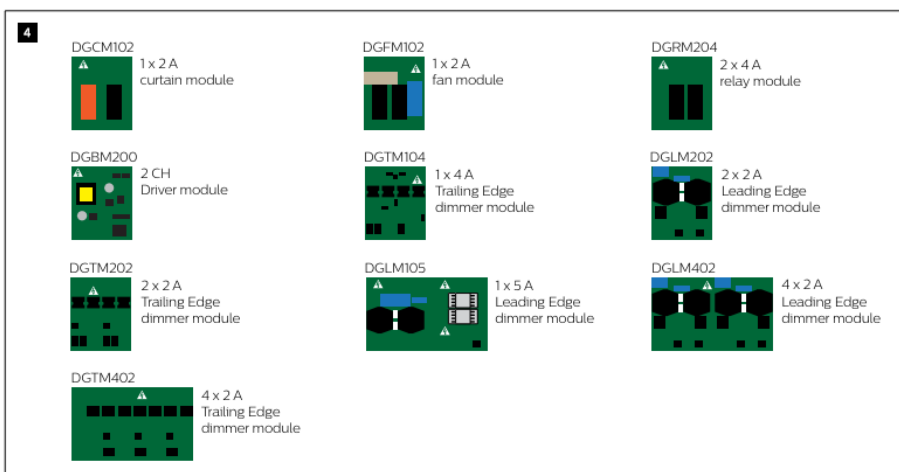 4
DGCM102
1 x 2 A
curtain module
DGFM102
1 x 2 A
fan module
DGRM204
2 x 4 A
relay module
DGBM200
2 CH
Driver module
DGTM104
1 x 4 A
Trailing Edge
dimmer module
DGLM202
2 x 2 A
Leading Edge
dimmer module
DGTM202
2 x 2 A
Trailing Edge
dimmer module
DGLM105
1 x 5 A
Leading Edge
dimmer module
DGLM402
4 x 2 A
Leading Edge
dimmer module
DGTM402
4 x 2 A
Trailing Edge
dimmer module